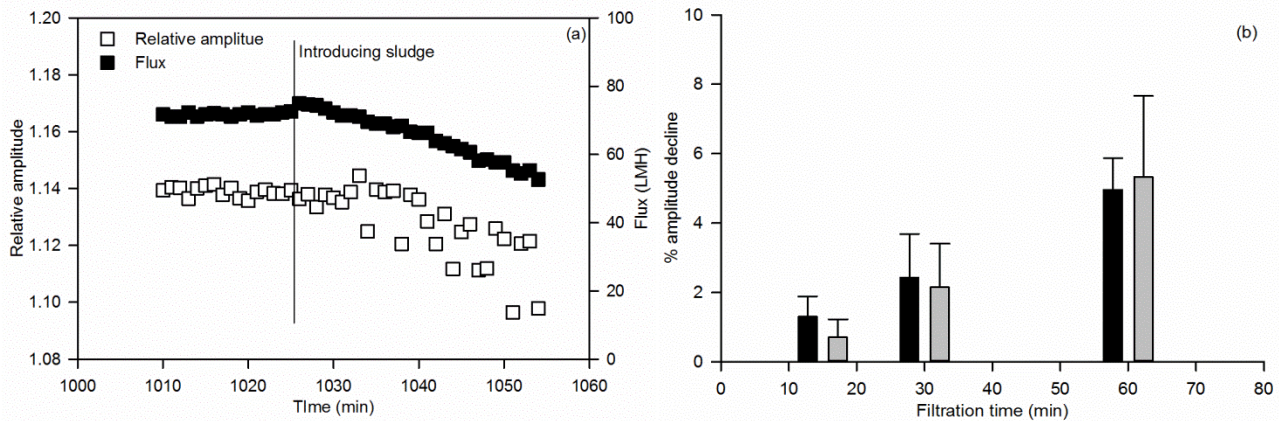 1.20
1.18
1.16
1.14
1.12
1.10
1.08
Relative amplitude
Relative amplitue
Flux
Introducing sludge
(a)
100
80
60
40
20
0
Flux (LMH)
1000 1010 1020 1030 1040 1050 1060
TIme (min)
10
8
6
4
2
0
% amplitude decline
(b)
0 10 20 30 40 50 60 70 80
Filtration time (min)